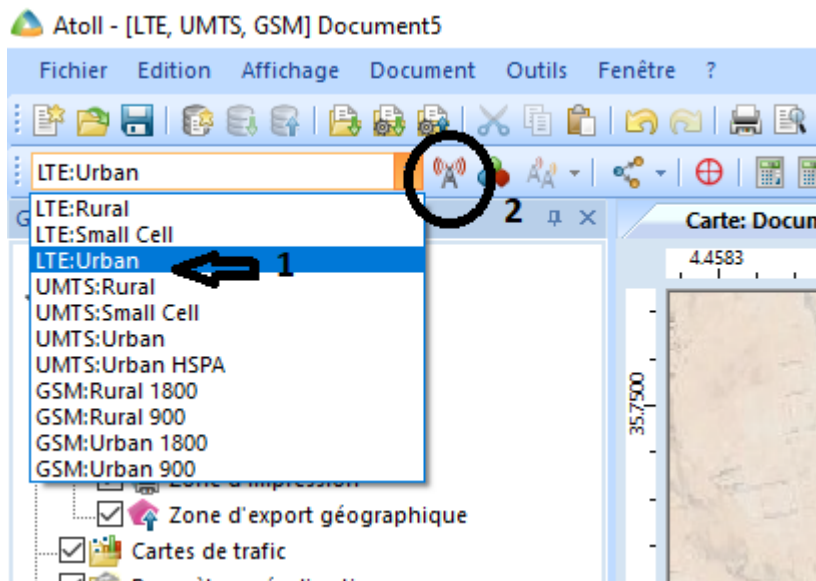 Atoll - [LTE, UMTS, GSM] Document5
Fichier Edition Affichage Document Outils Fenêtre ?
LTE:Urban
LTE:Rural
LTE:Small Cell
LTE:Urban
1
UMTS:Rural
UMTS:Small Cell
UMTS:Urban
UMTS:Urban HSPA
GSM:Rural 1800
GSM:Rural 900
GSM:Urban 1800
GSM:Urban 900
2
Carte: Docum
4.4583
35.7500
Zone d'impression
Zone d'export géographique
Cartes de trafic